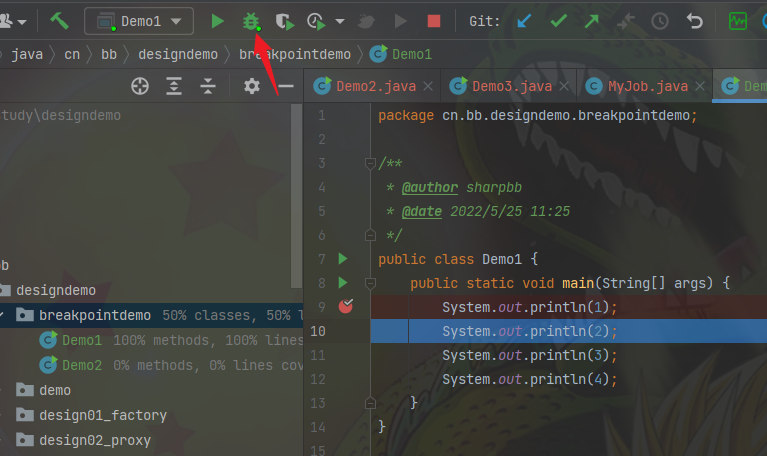 Demo1
Git:
java cn bb designdemo breakpointdemo Demo1
Demo2.java Demo3.java MyJob.java De
study\designdemo
bb
designdemo
breakpointdemo 50% classes, 50% l
Demo1 100% methods, 100% lines
Demo2 0% methods, 0% lines cov
demo
design01_factory
design02_proxy
1 package cn.bb.designdemo.breakpointdemo;
2
3 /**
4 * @author sharpbb
5 * @date 2022/5/25 11:25
6 */
7 public class Demo1 {
8 public static void main(String[] args) {
9 System.out.println(1);
10 System.out.println(2);
11 System.out.println(3);
12 System.out.println(4);
13 }
14 }
15